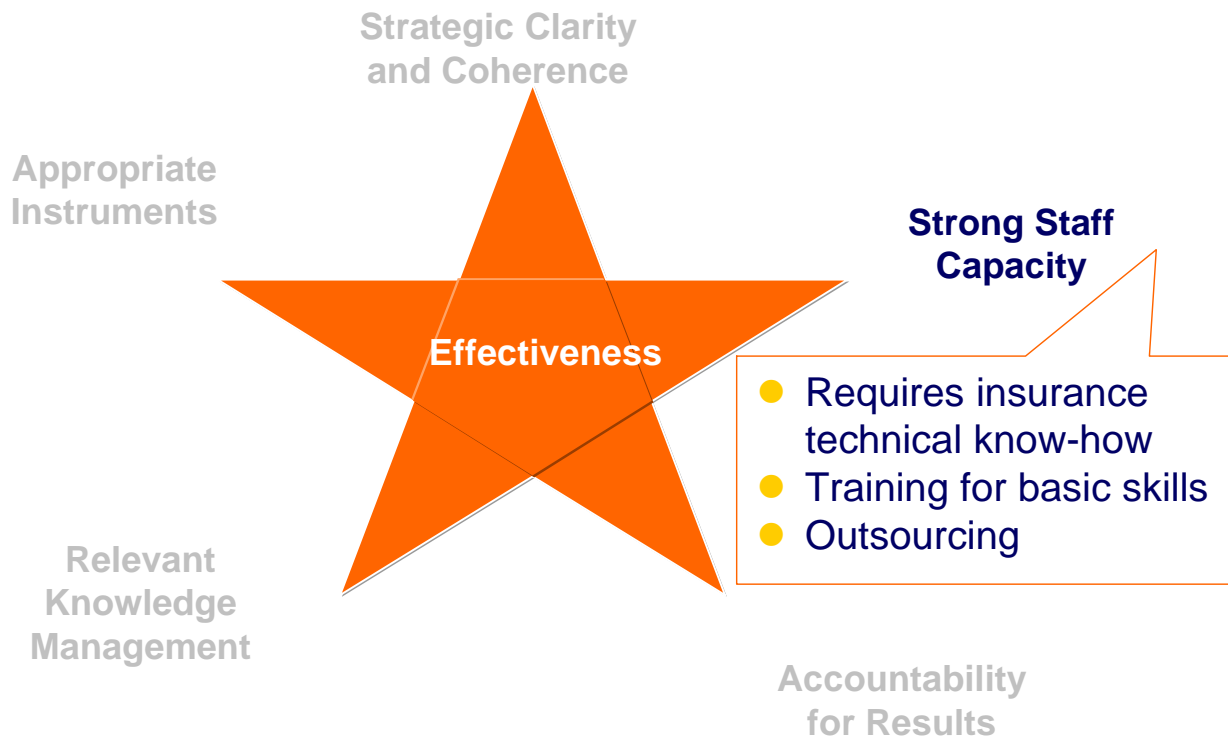 Strategic Clarity
and Coherence
Appropriate
Instruments
Strong Staff
Capacity
Effectiveness
Requires insurance
technical know-how
Training for basic skills
Outsourcing
Relevant
Knowledge
Management
Accountability
for Results